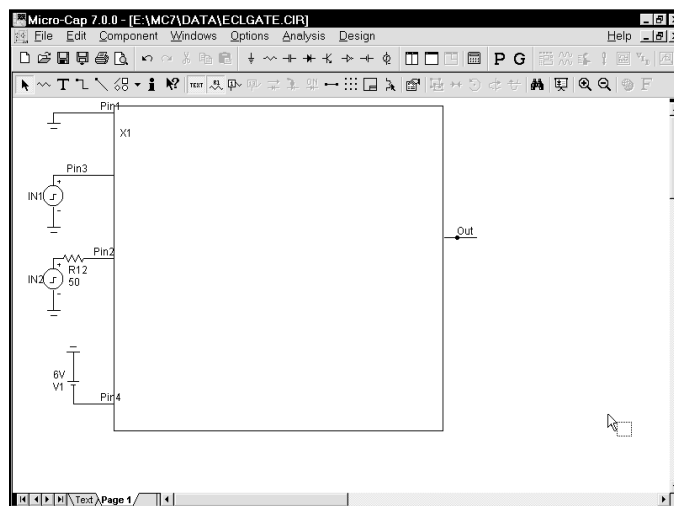 Micro-Cap 7.0.0 - [E:\MC7\DATA\ECLGATE.CIR]
File Edit Component Windows Options Analysis Design Help
T P G
TEXT
F
Pin1
X1
Pin3
IN1
Pin2
R12
IN2 50
Out
6V
V1
Pin4
Text Page 1